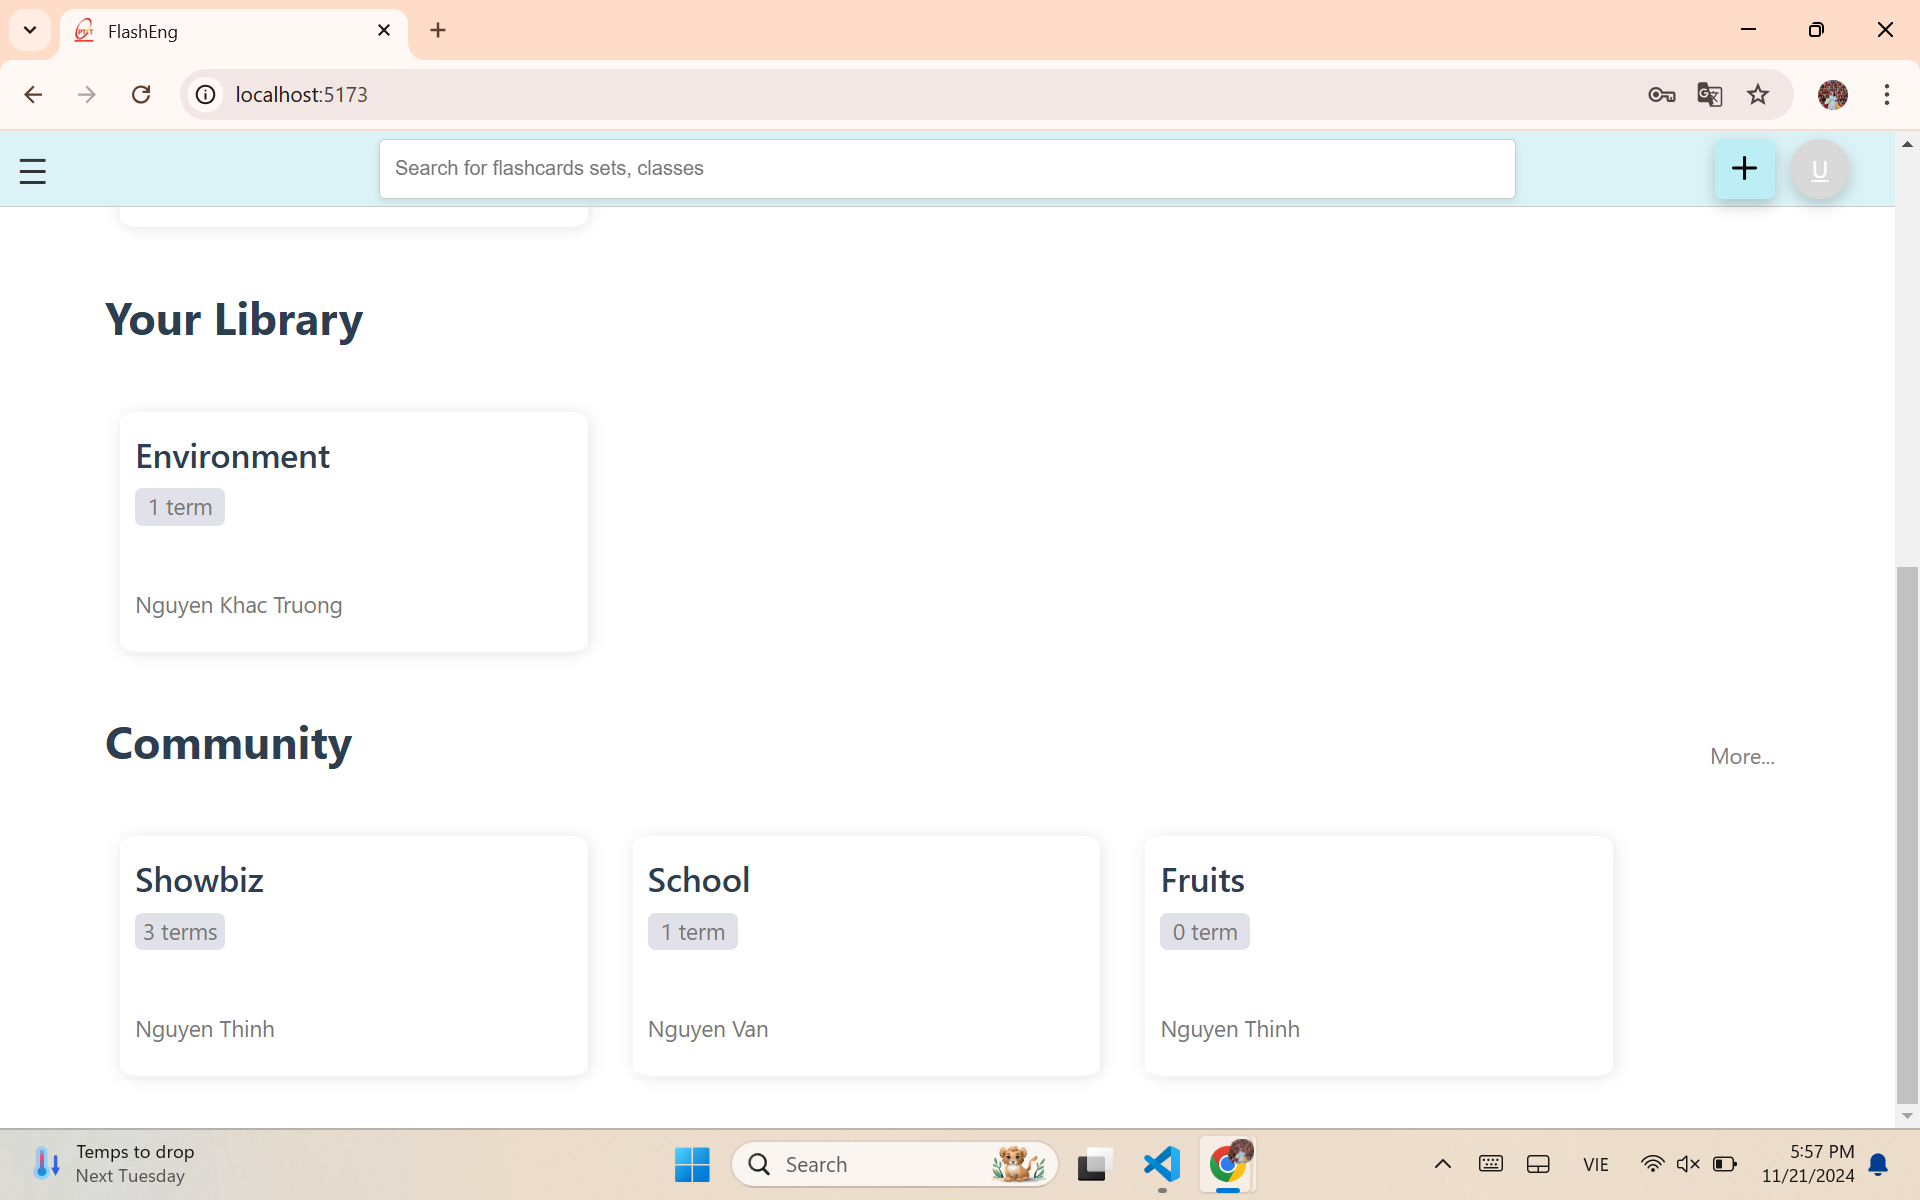 FlashEng
localhost:5173
Search for flashcards sets, classes
U
Your Library
Environment
1 term
Nguyen Khac Truong
Community
More...
Showbiz
3 terms
Nguyen Thinh
School
1 term
Nguyen Van
Fruits
0 term
Nguyen Thinh
Temps to drop
Next Tuesday
Search
VIE
5:57 PM
11/21/2024